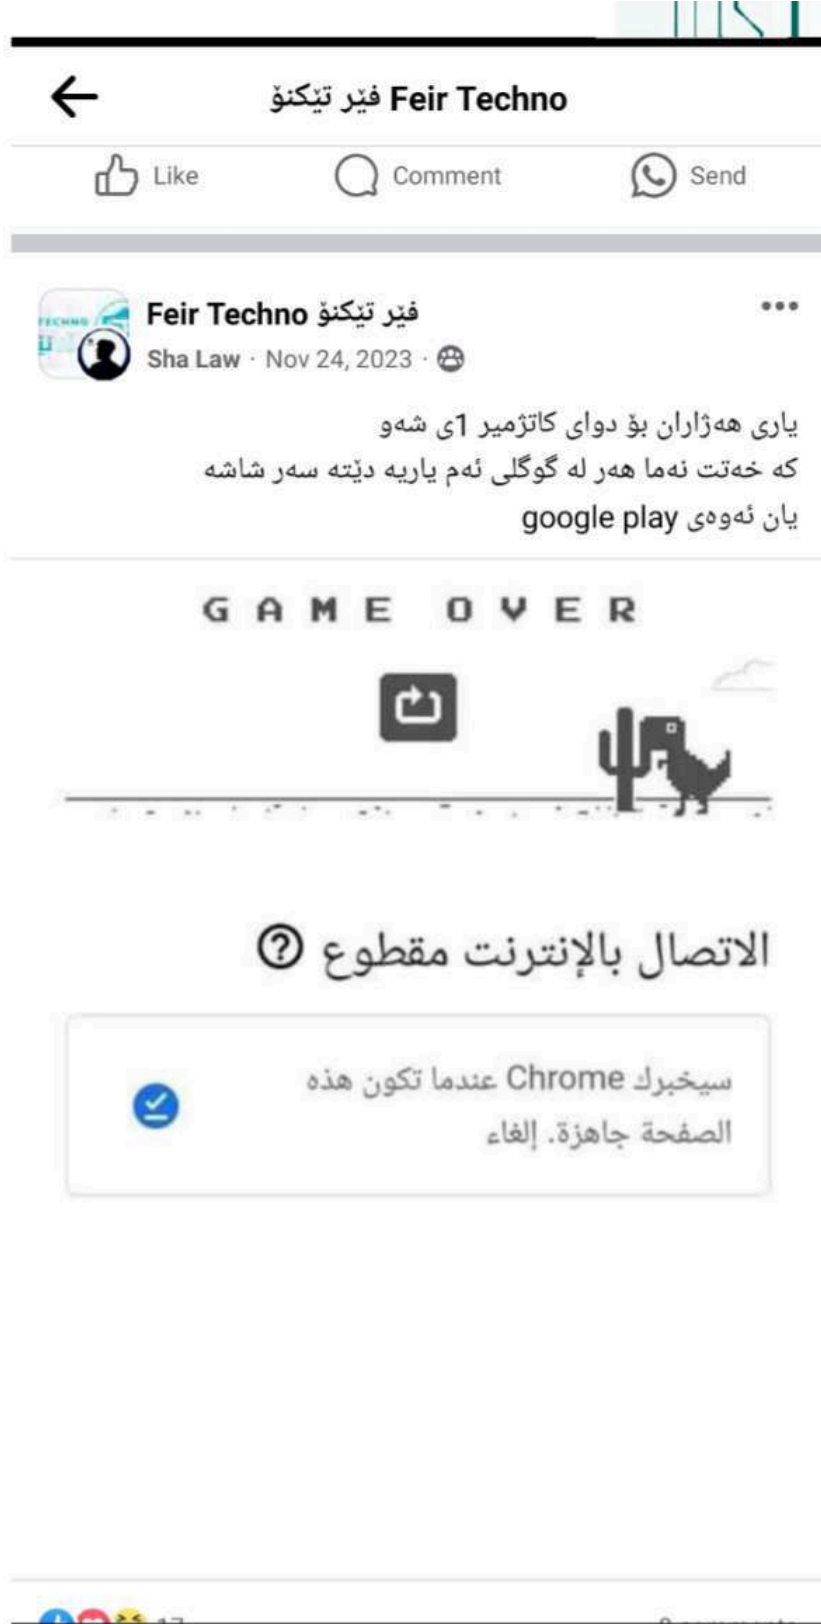 Feir Techno فێر تێکنۆ
Like
Comment
Send
Feir Techno فێر تێکنۆ
Sha Law · Nov 24, 2023 ·
یاری هەژاران بۆ دوای کاتژمیر 1ی شەو
کە خەتت نەما هەر لە گوگلی ئەم یاریە دێتە سەر شاشە
یان ئەوەی google play
GAME OVER
الاتصال بالإنترنت مقطوع
سيخبرك Chrome عندما تكون هذه
الصفحة جاهزة. إلغاء